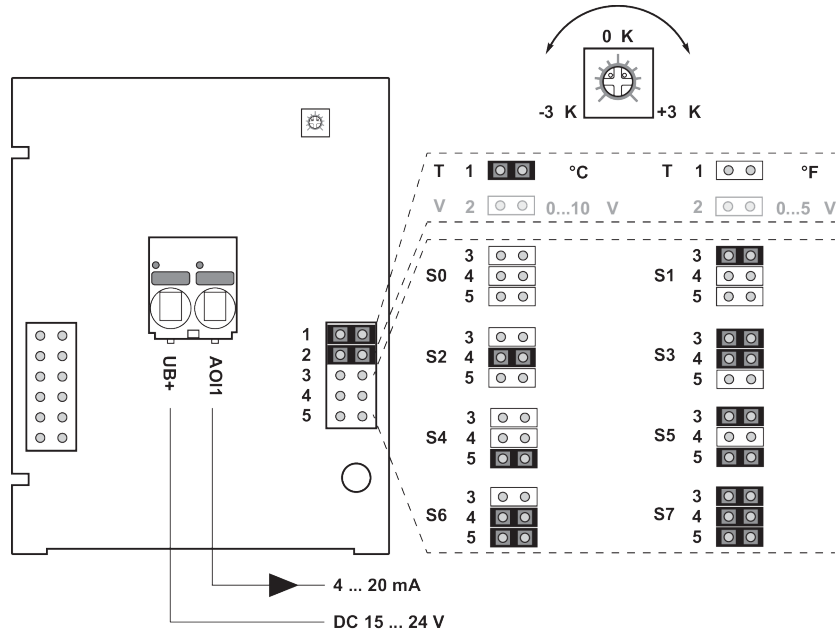 0 K
-3 K +3 K
T 1 °C T 1 °F
V 2 0...10 V 2 0...5 V
S0 3 4 5 S1 3 4 5
S2 3 4 5 S3 3 4 5
S4 3 4 5 S5 3 4 5
S6 3 4 5 S7 3 4 5
1
2
3
4
5
UB+
AOI1
4 ... 20 mA
DC 15 ... 24 V